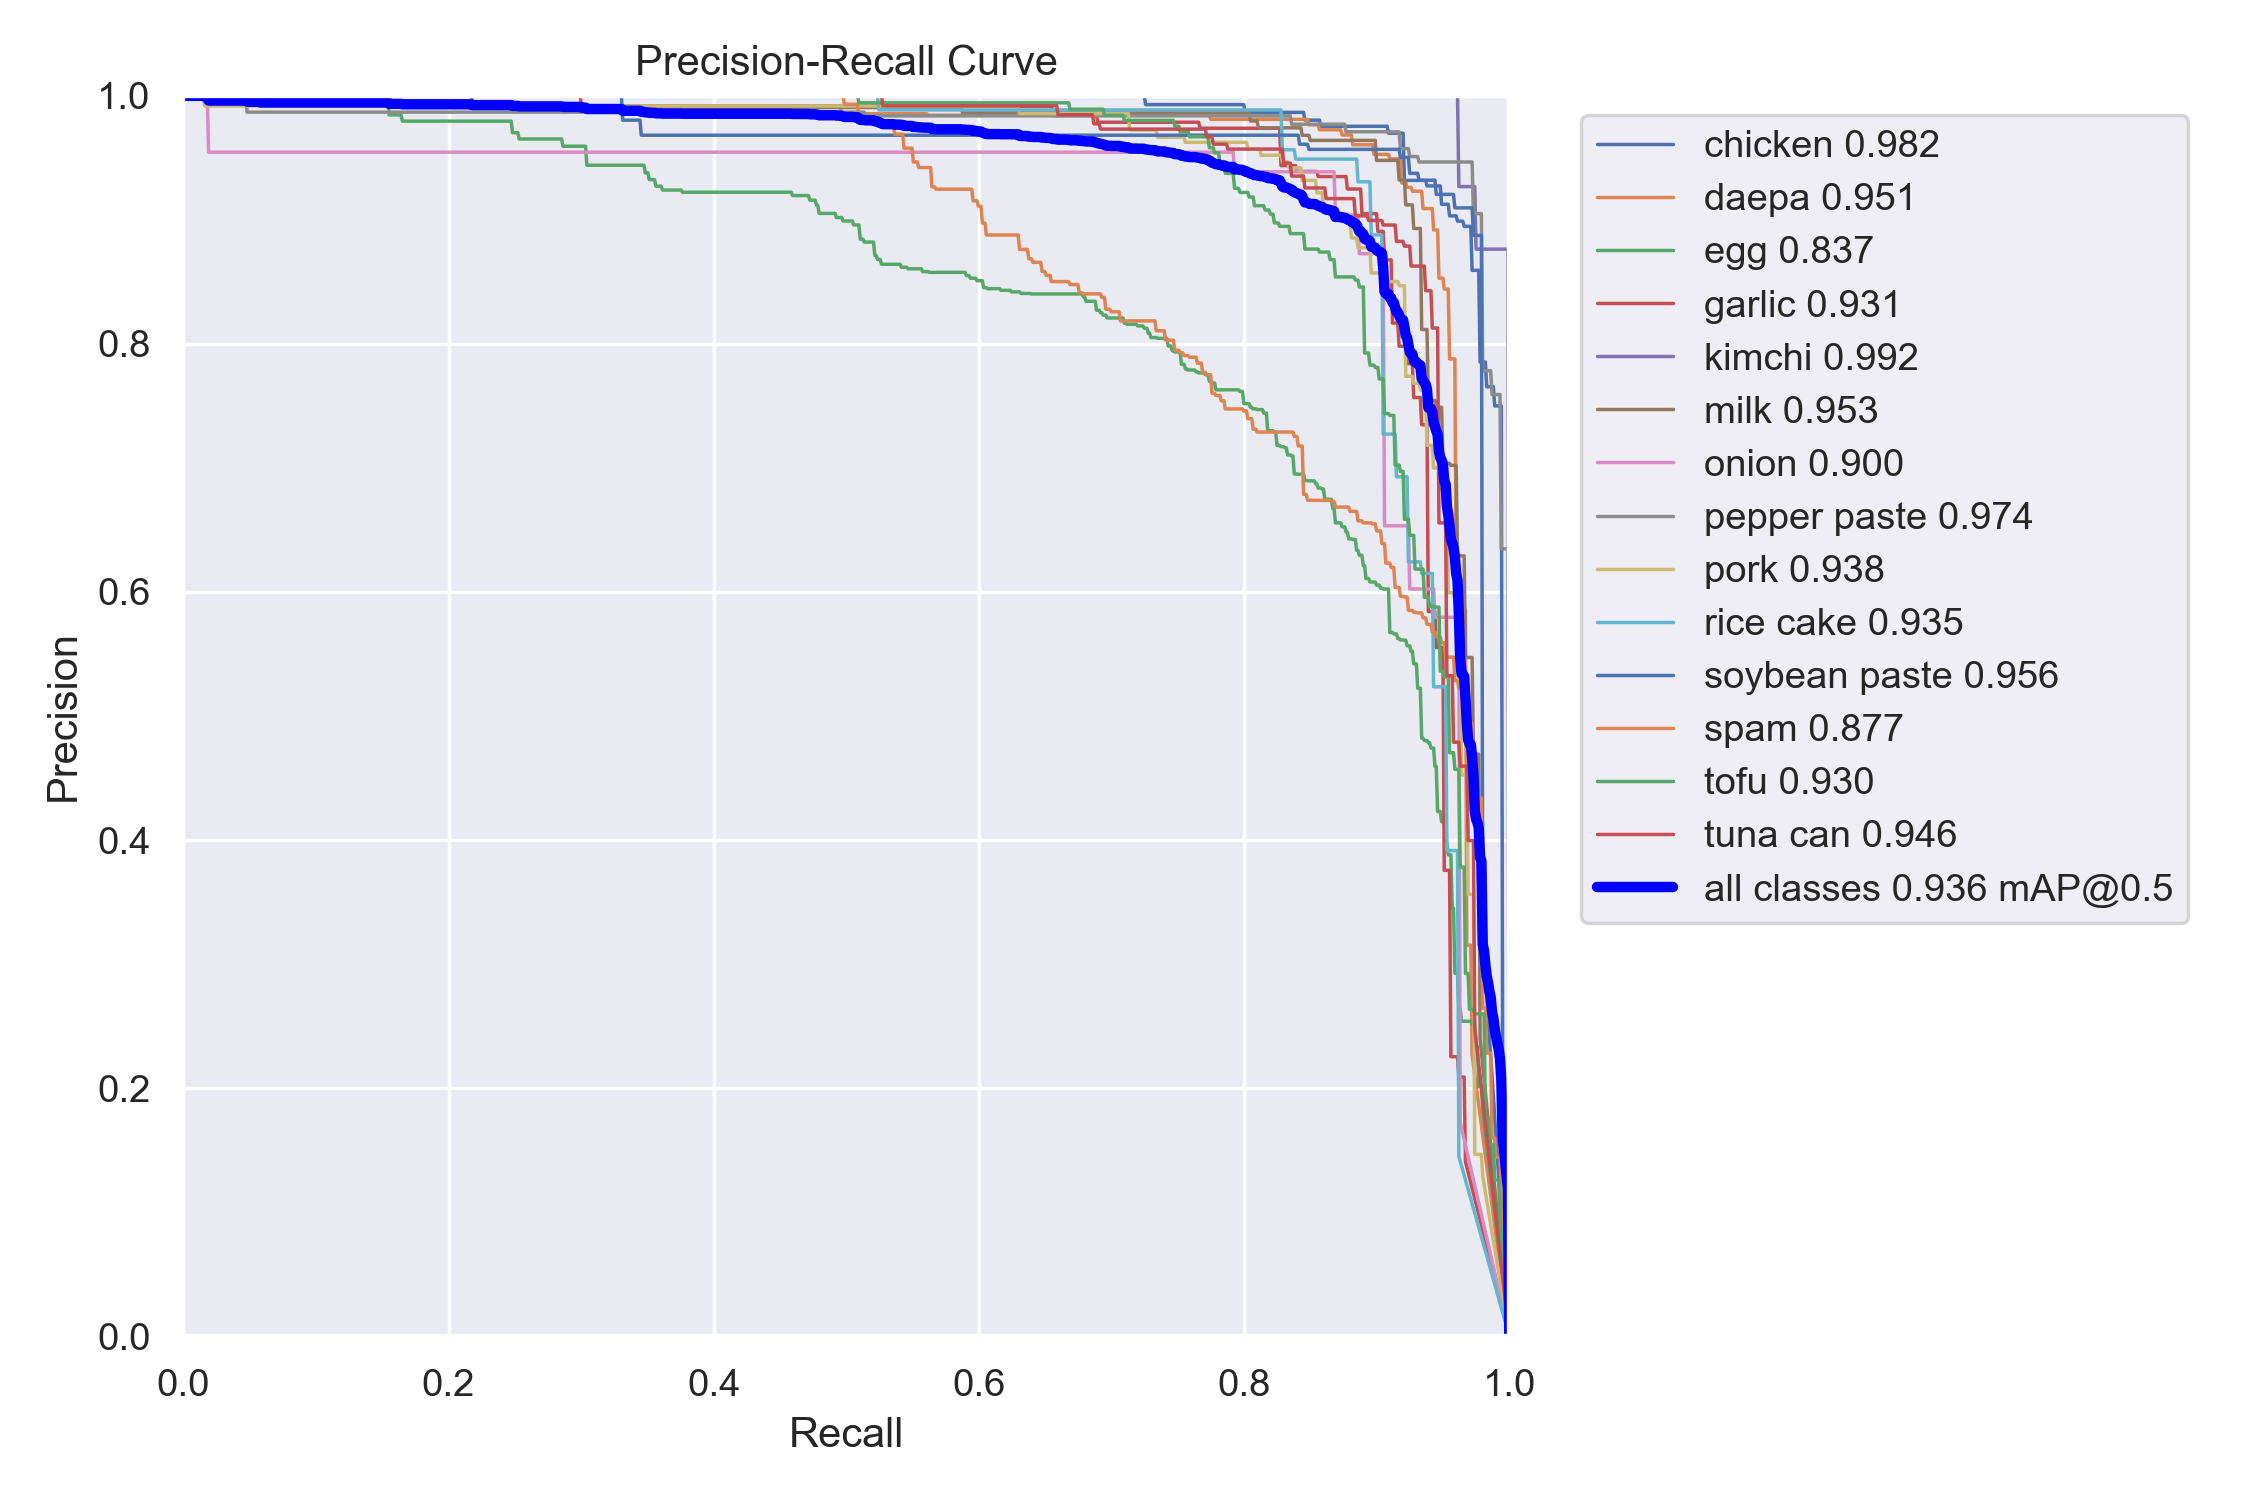 Precision-Recall Curve
1.0
0.8
0.6
0.4
0.2
0.0
Precision
0.0 0.2 0.4 0.6 0.8 1.0
Recall
chicken 0.982
daepa 0.951
egg 0.837
garlic 0.931
kimchi 0.992
milk 0.953
onion 0.900
pepper paste 0.974
pork 0.938
rice cake 0.935
soybean paste 0.956
spam 0.877
tofu 0.930
tuna can 0.946
all classes 0.936 mAP@0.5